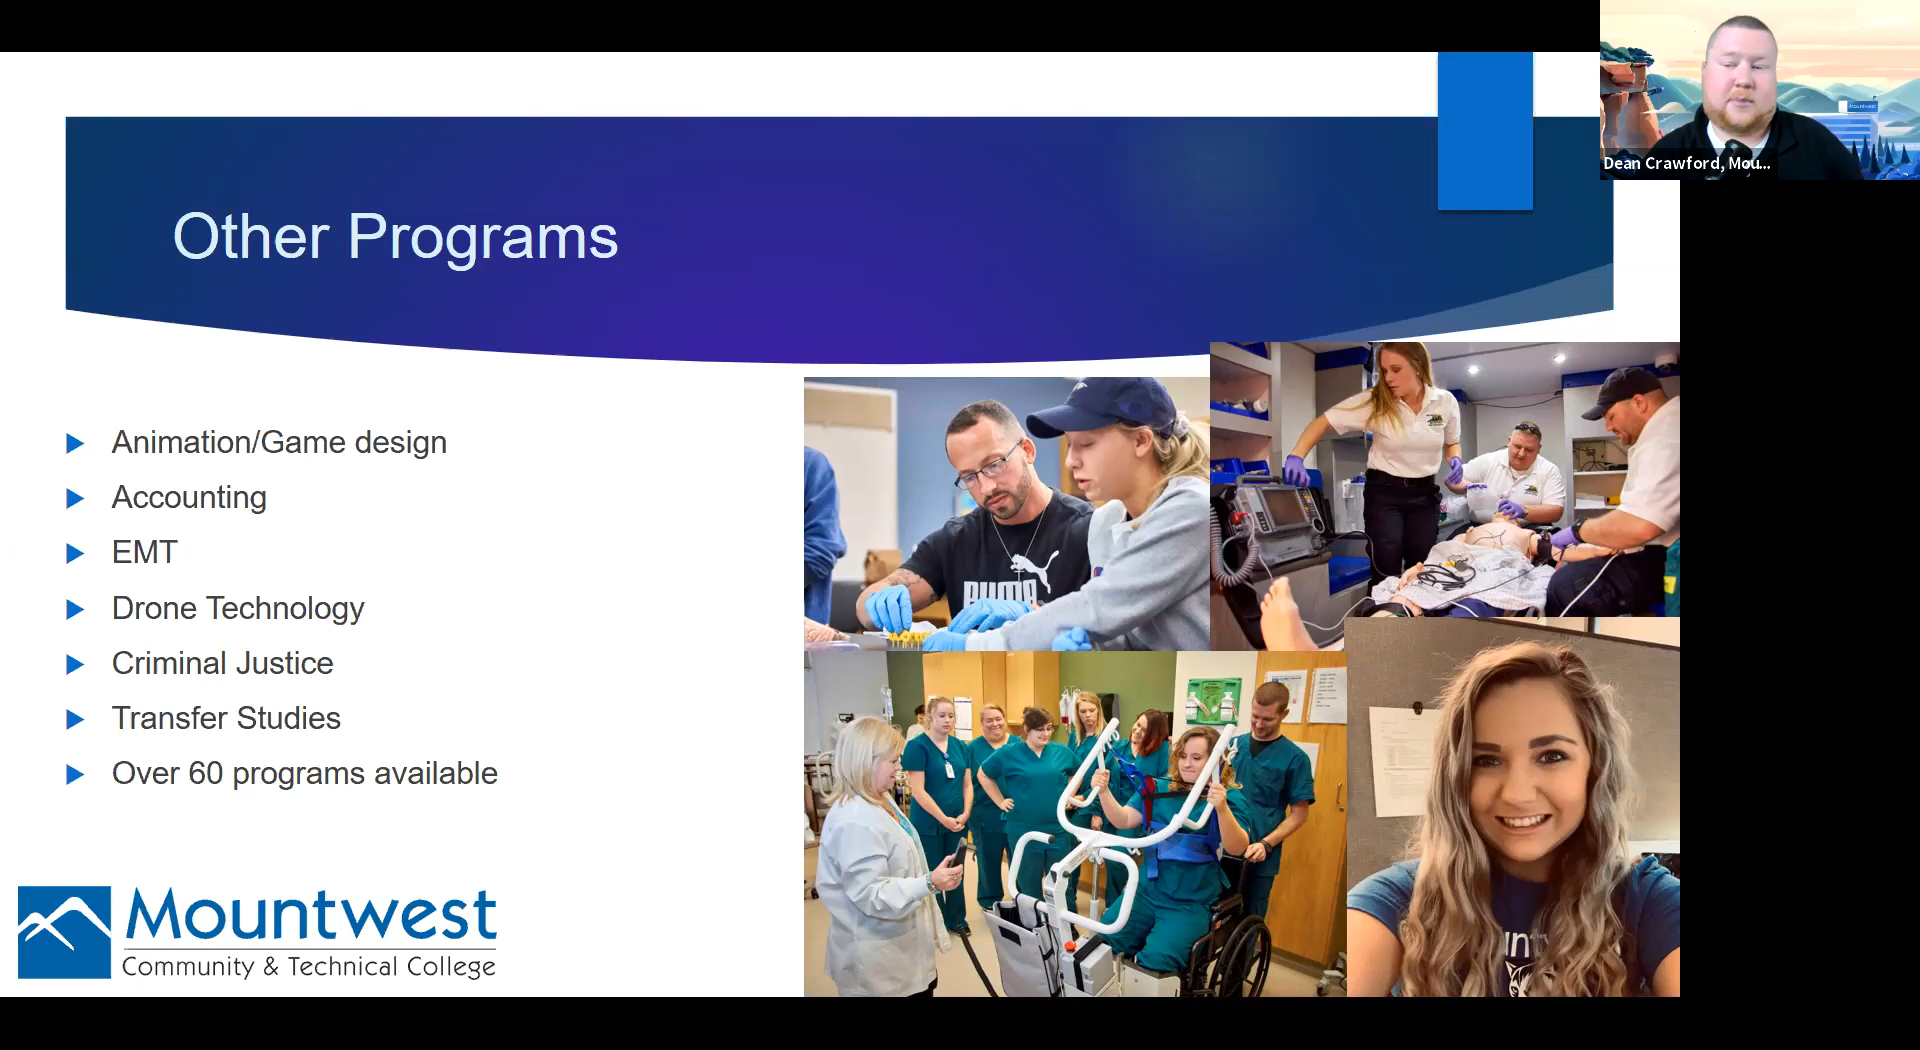 Dean Crawford, Mou...
Other Programs
Animation/Game design
Accounting
EMT
Drone Technology
Criminal Justice
Transfer Studies
Over 60 programs available
Mountwest
Community & Technical College
PUMA